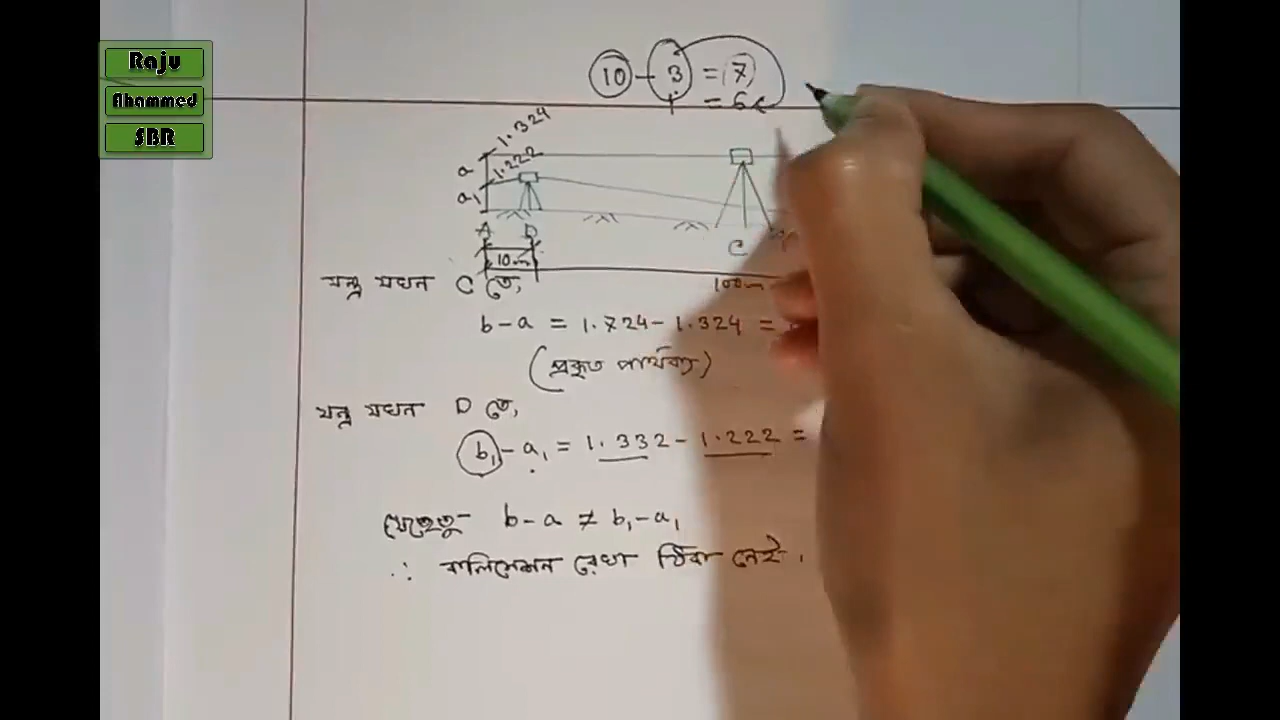 Raju
Ahammed
SBR
10 - 3 = 7
= 6
a 1.324
a₁ 1.222
A D C
10m
100m
যন্ত্র যখন C তে,
b-a = 1.724 - 1.324 =
(প্রকৃত পার্থক্য)
যন্ত্র যখন D তে,
b₁ - a₁ = 1.332 - 1.222 =
যেহেতু- b-a ≠ b₁-a₁
∴ কলিমেশন রেখা ঠিক নেই.